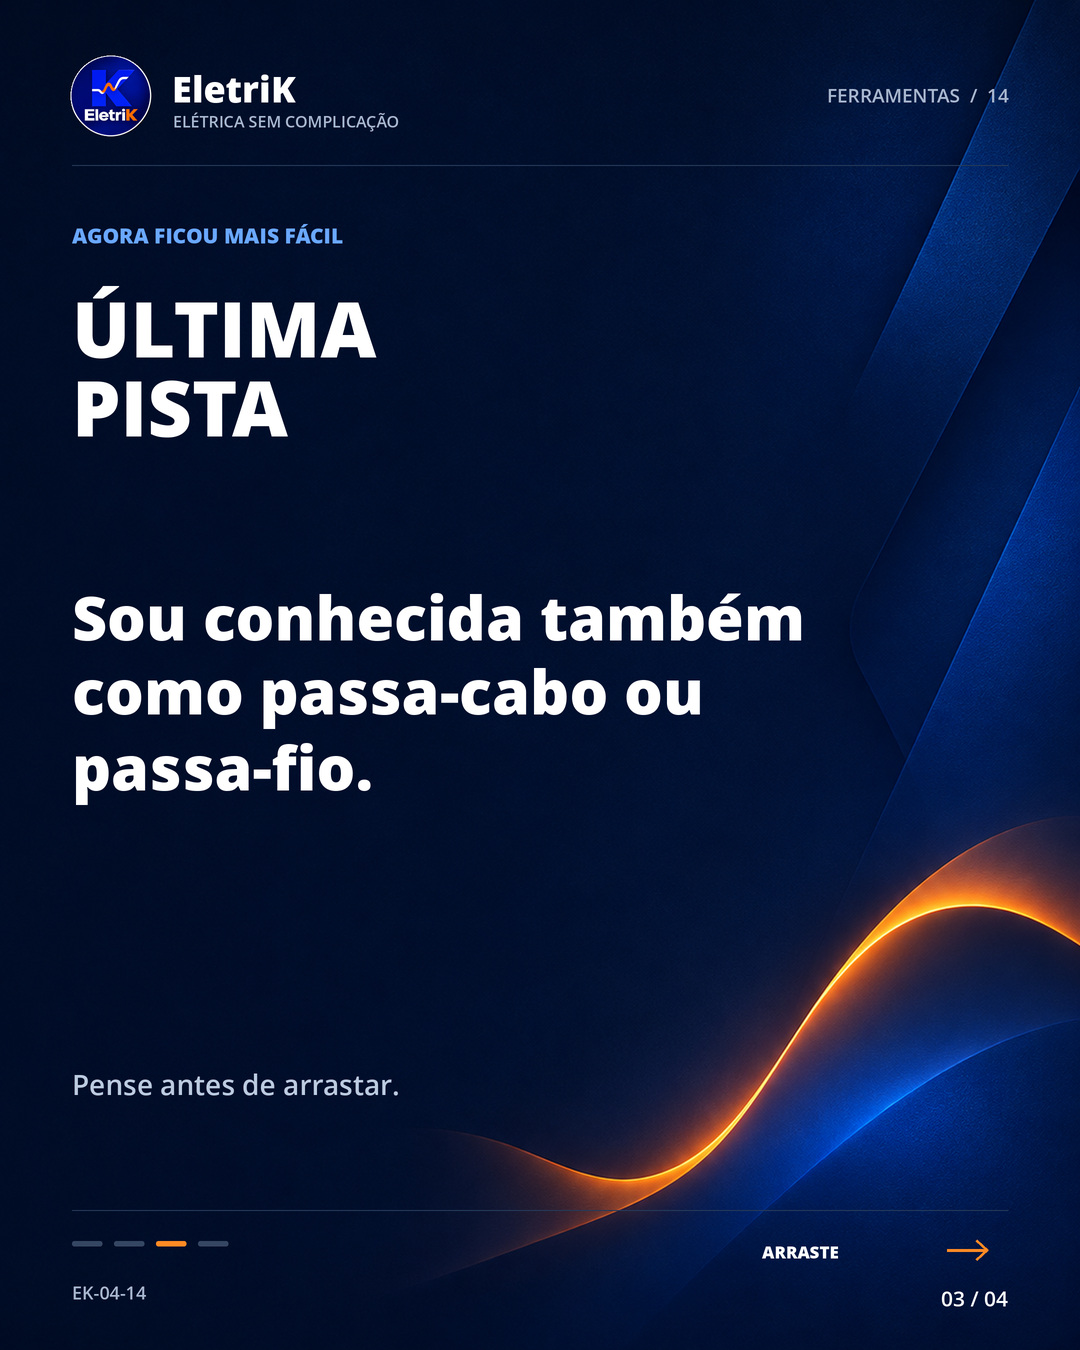 K
EletriK
EletriK
ELÉTRICA SEM COMPLICAÇÃO
FERRAMENTAS / 14
AGORA FICOU MAIS FÁCIL
ÚLTIMA
PISTA
Sou conhecida também
como passa-cabo ou
passa-fio.
Pense antes de arrastar.
ARRASTE
EK-04-14
03 / 04